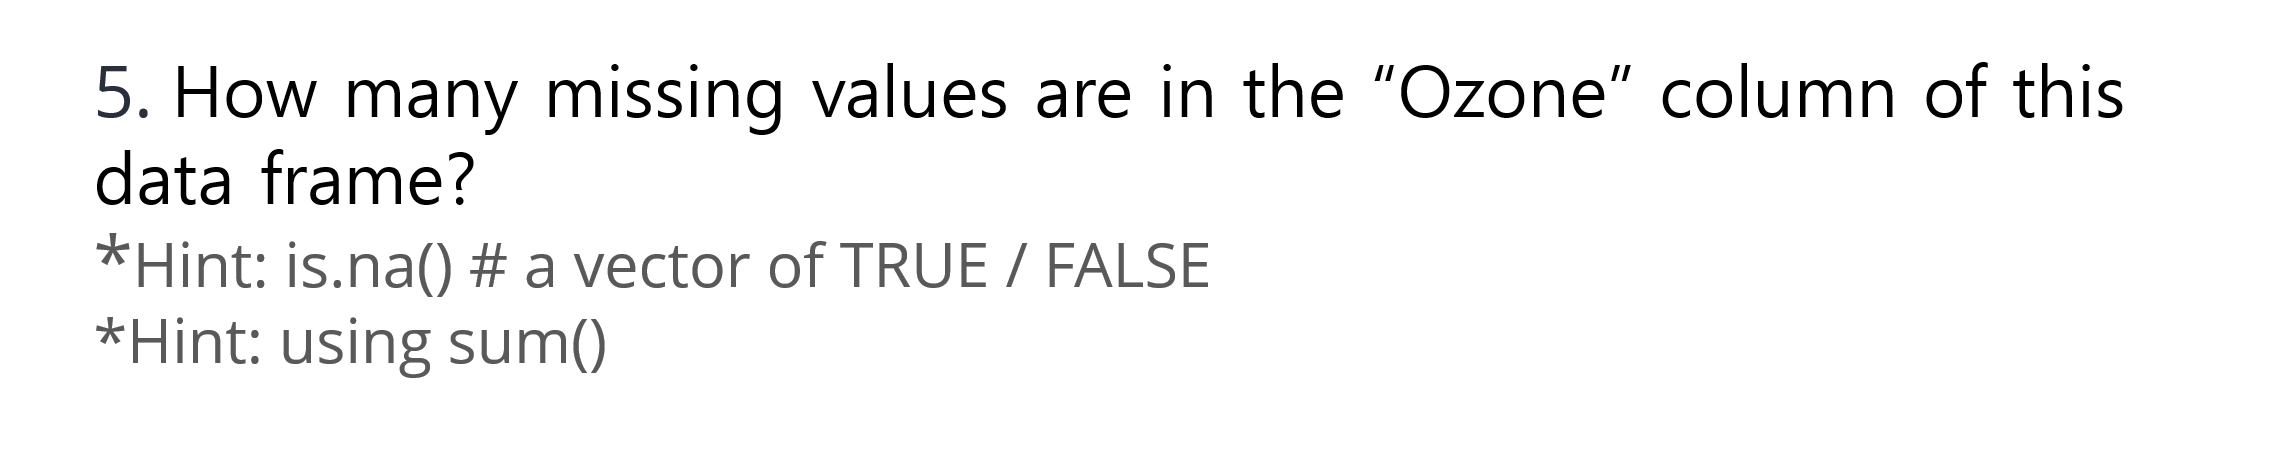 5. How many missing values are in the “Ozone” column of this
data frame?
*Hint: is.na() # a vector of TRUE / FALSE
*Hint: using sum()